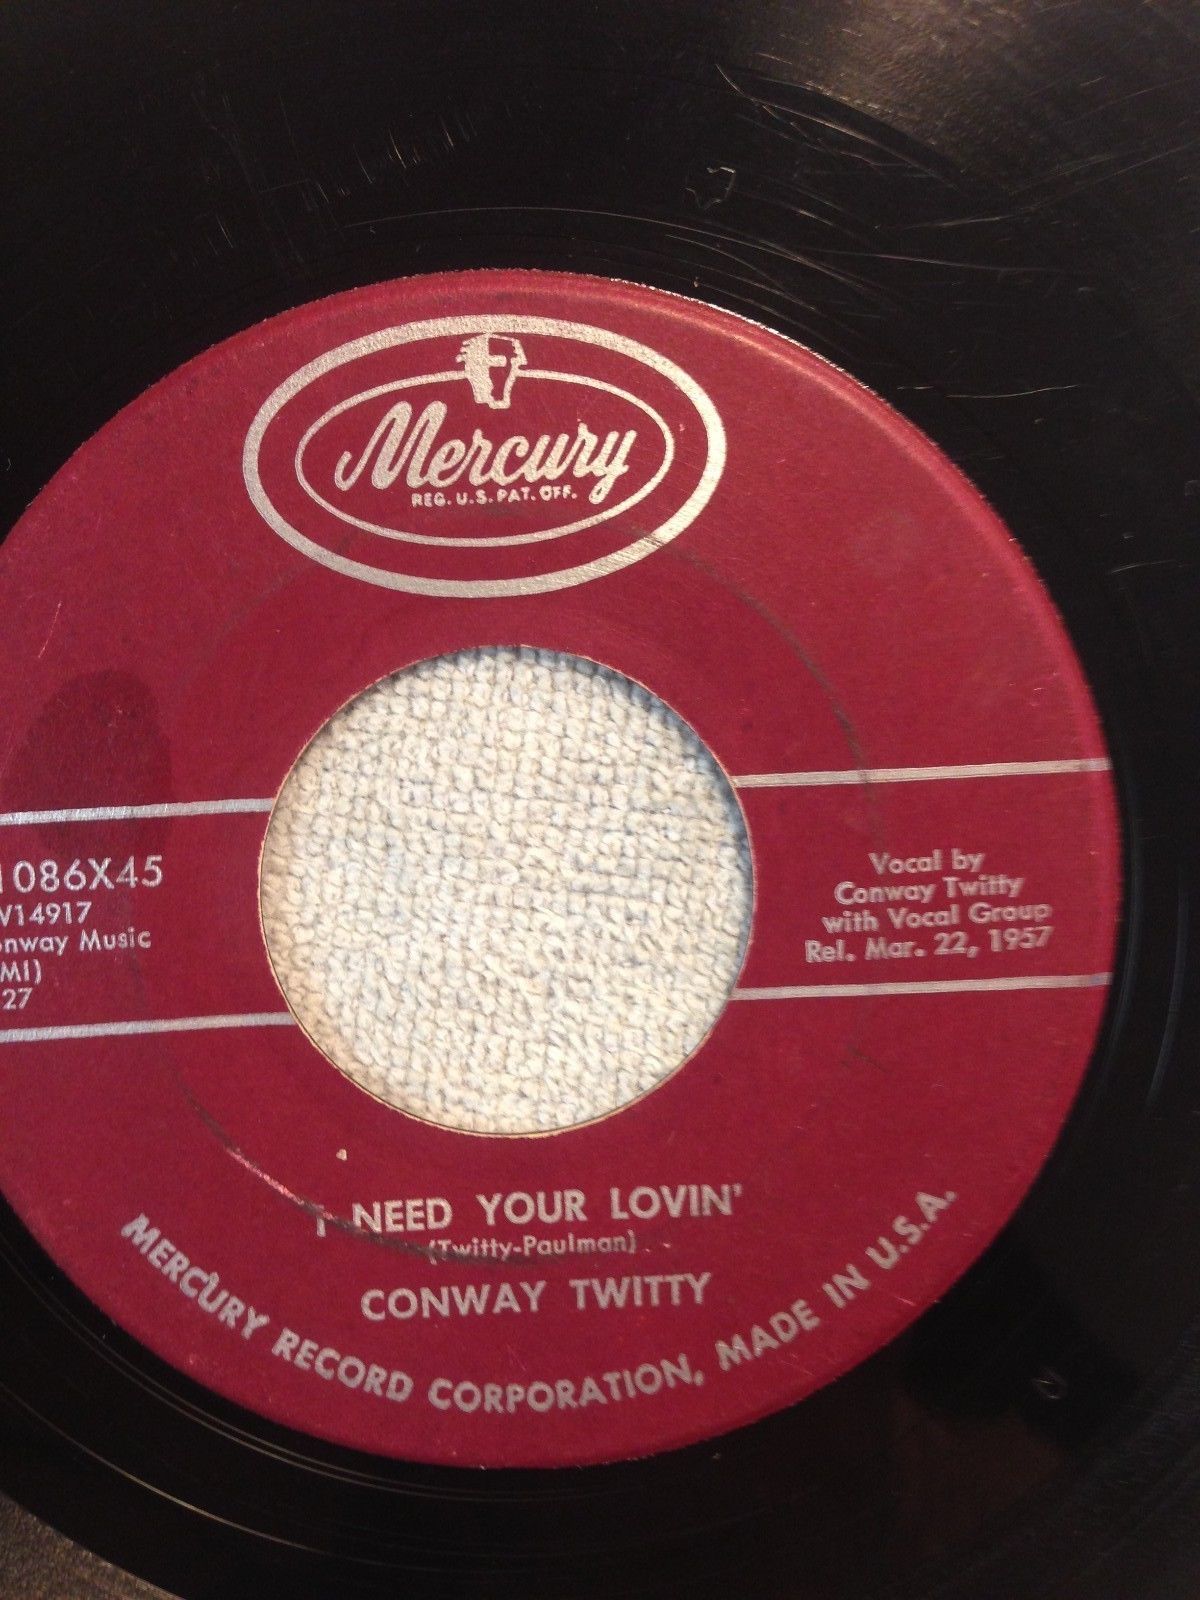 Mercury
REG. U.S. PAT. OFF.
1086X45
W14917
onway Music
MI)
27
Vocal by
Conway Twitty
with Vocal Group
Rel. Mar. 22, 1957
I NEED YOUR LOVIN'
(Twitty-Paulman)
CONWAY TWITTY
MERCURY RECORD CORPORATION, MADE IN U.S.A.